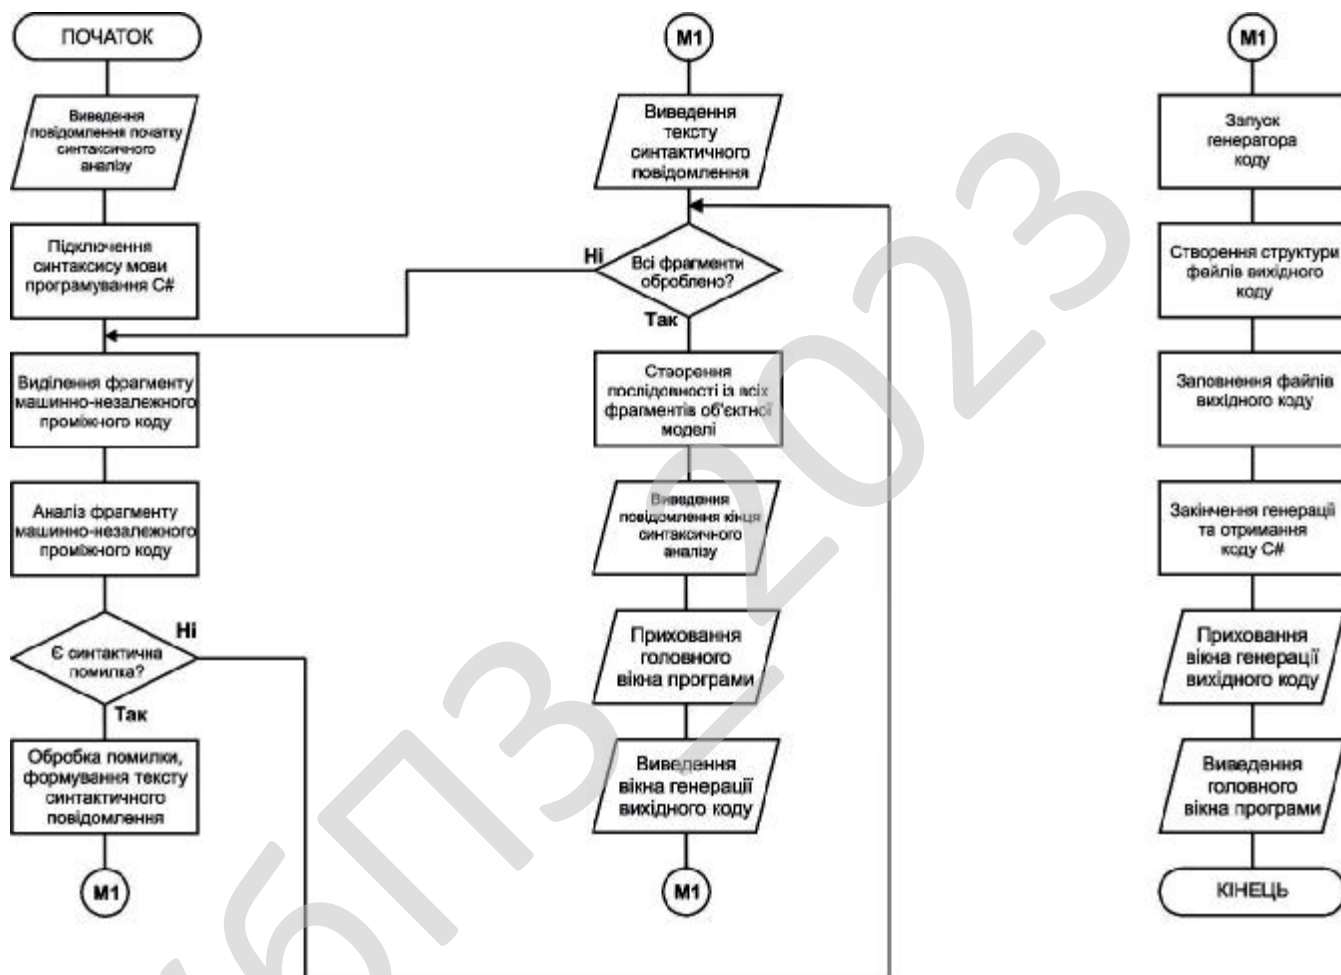 ПОЧАТОК
Виведення
повідомлення початку
синтаксичного
аналізу
Підключення
синтаксису мови
програмування C#
Виділення фрагменту
машинно-незалежного
проміжного коду
Аналіз фрагменту
машинно-незалежного
проміжного коду
Є синтактична
помилка?
Ні
Так
Обробка помилки,
формування тексту
синтактичного
повідомлення
М1
М1
Виведення
тексту
синтактичного
повідомлення
Всі фрагменти
оброблено?
Ні
Так
Створення
послідовності із всіх
фрагментів об'єктної
моделі
Виведення
повідомлення кінця
синтаксичного
аналізу
Приховання
головного
вікна програми
Виведення
вікна генерації
вихідного коду
М1
М1
Запуск
генератора
коду
Створення структури
файлів вихідного
коду
Заповнення файлів
вихідного коду
Закінчення генерації
та отримання
коду C#
Приховання
вікна генерації
вихідного коду
Виведення
головного
вікна програми
КІНЕЦЬ
6ПЗ_2023